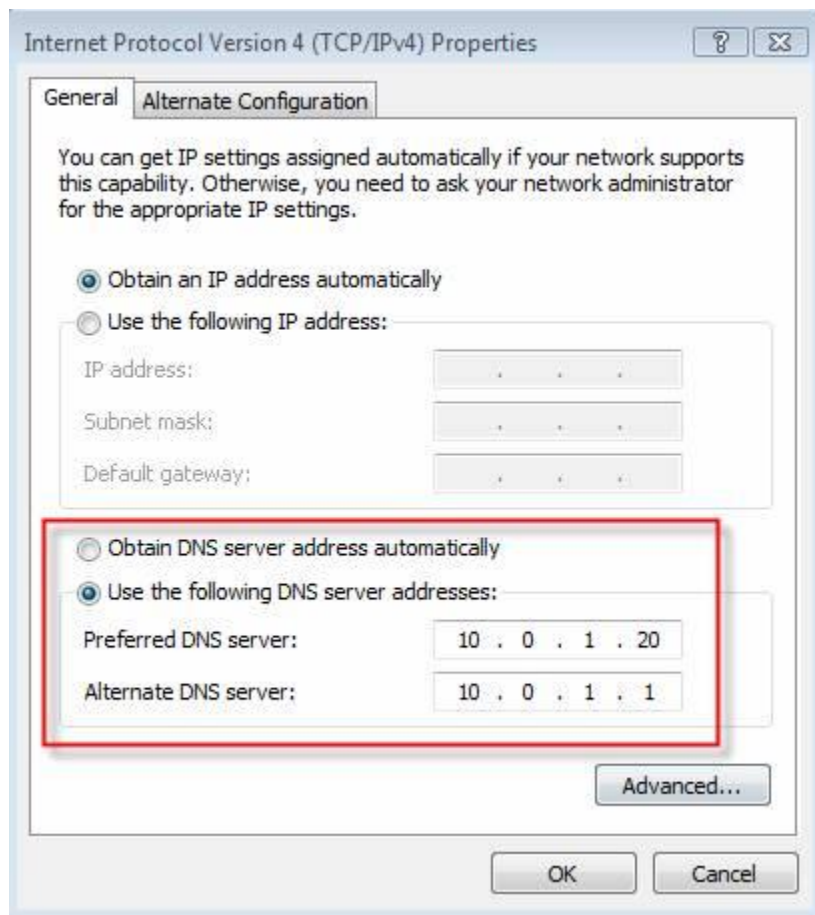 Internet Protocol Version 4 (TCP/IPv4) Properties
General
Alternate Configuration
You can get IP settings assigned automatically if your network supports
this capability. Otherwise, you need to ask your network administrator
for the appropriate IP settings.
Obtain an IP address automatically
Use the following IP address:
IP address: . . .
Subnet mask: . . .
Default gateway: . . .
Obtain DNS server address automatically
Use the following DNS server addresses:
Preferred DNS server: 10 . 0 . 1 . 20
Alternate DNS server: 10 . 0 . 1 . 1
Advanced...
OK Cancel